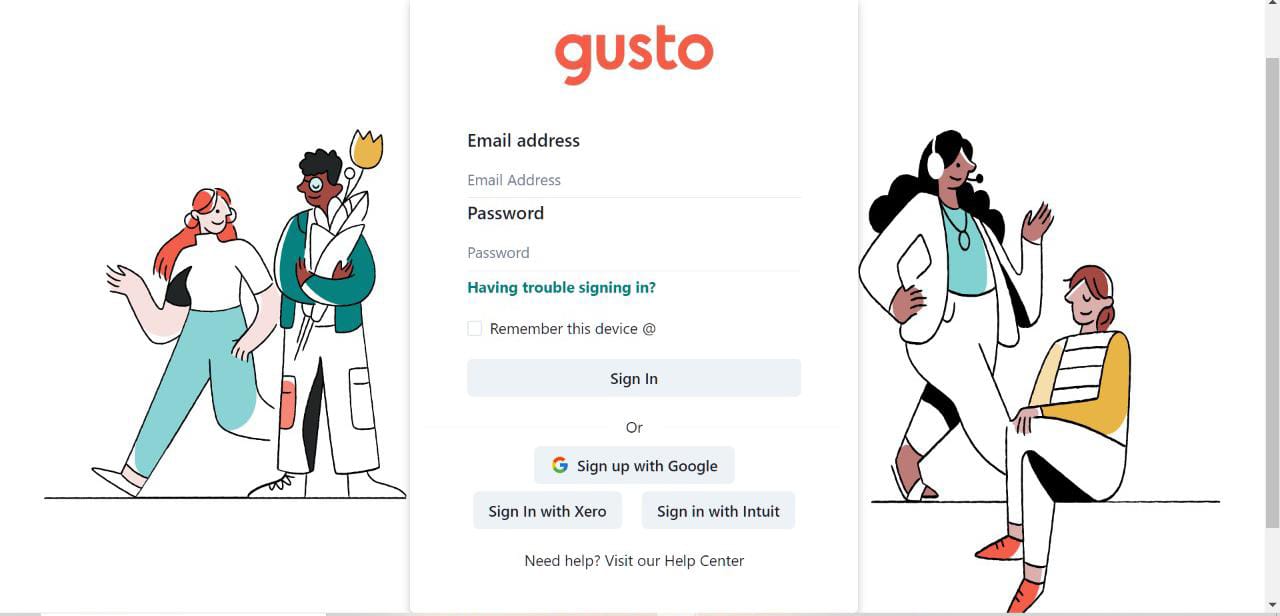 gusto
Email address
Email Address
Password
Password
Having trouble signing in?
Remember this device @
Sign In
Or
Sign up with Google
Sign In with Xero Sign in with Intuit
Need help? Visit our Help Center